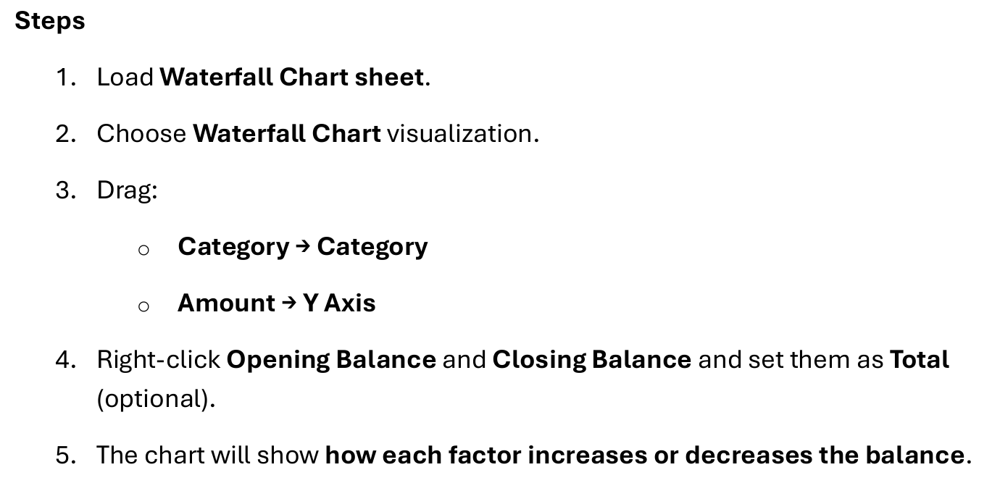 Steps
1. Load Waterfall Chart sheet.
2. Choose Waterfall Chart visualization.
3. Drag:
○ Category → Category
○ Amount → Y Axis
4. Right-click Opening Balance and Closing Balance and set them as Total
(optional).
5. The chart will show how each factor increases or decreases the balance.